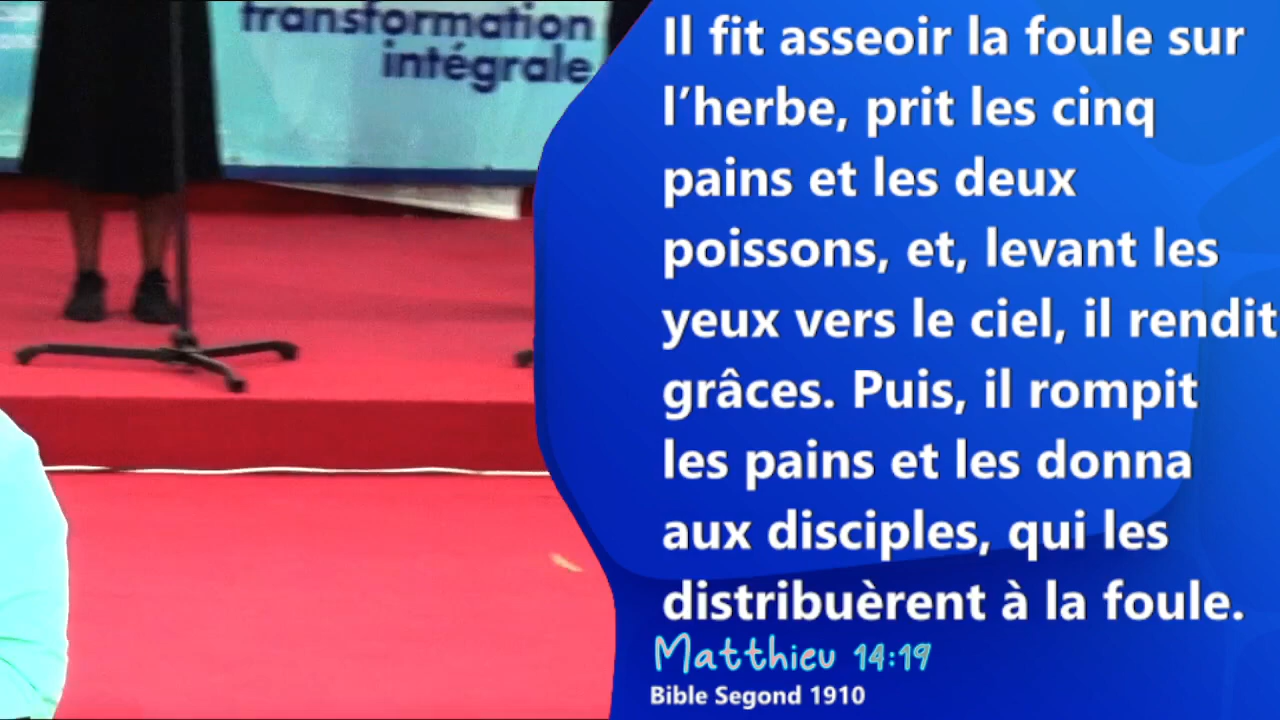 transformation
intégrale
Il fit asseoir la foule sur
l’herbe, prit les cinq
pains et les deux
poissons, et, levant les
yeux vers le ciel, il rendit
grâces. Puis, il rompit
les pains et les donna
aux disciples, qui les
distribuèrent à la foule.
Matthieu 14:19
Bible Segond 1910